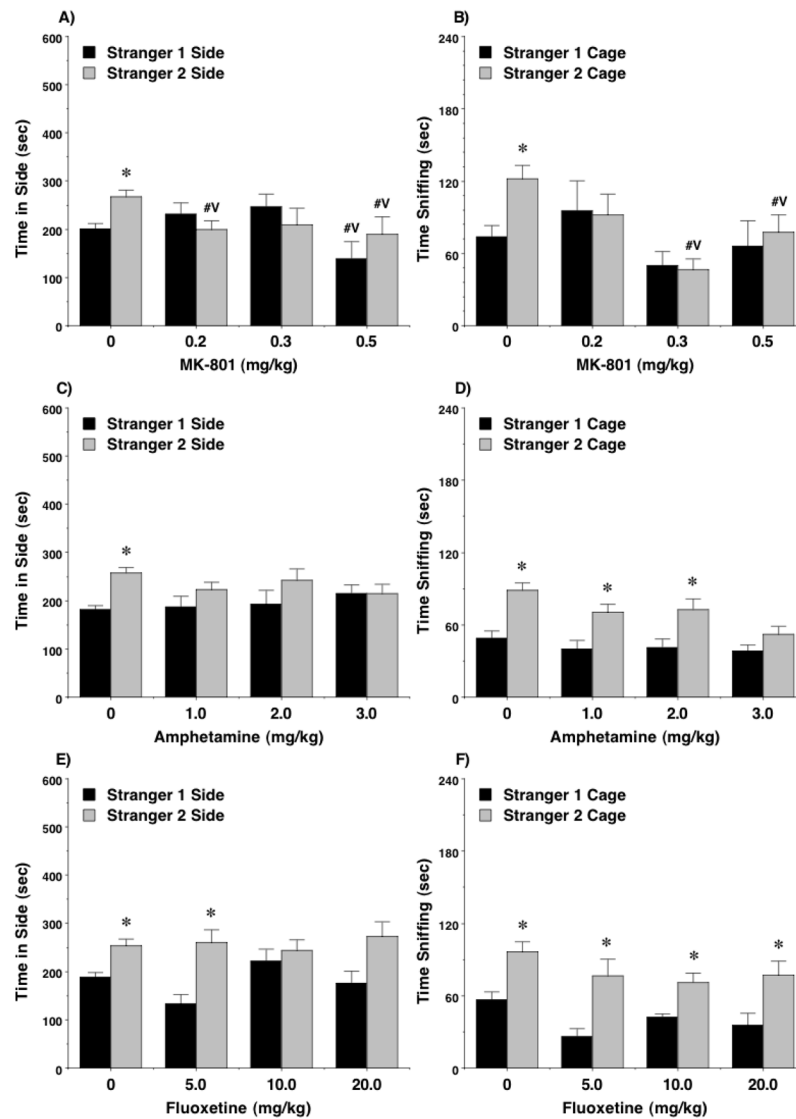 A)
Stranger 1 Side
Stranger 2 Side
Time in Side (sec)
600
500
400
300
200
100
0
*
#V
#V
#V
0 0.2 0.3 0.5
MK-801 (mg/kg)
B)
Stranger 1 Cage
Stranger 2 Cage
Time Sniffing (sec)
240
180
120
60
0
*
#V
#V
0 0.2 0.3 0.5
MK-801 (mg/kg)
C)
Stranger 1 Side
Stranger 2 Side
Time in Side (sec)
600
500
400
300
200
100
0
*
0 1.0 2.0 3.0
Amphetamine (mg/kg)
D)
Stranger 1 Cage
Stranger 2 Cage
Time Sniffing (sec)
240
180
120
60
0
*
*
*
0 1.0 2.0 3.0
Amphetamine (mg/kg)
E)
Stranger 1 Side
Stranger 2 Side
Time in Side (sec)
600
500
400
300
200
100
0
*
*
0 5.0 10.0 20.0
Fluoxetine (mg/kg)
F)
Stranger 1 Cage
Stranger 2 Cage
Time Sniffing (sec)
240
180
120
60
0
*
*
*
*
0 5.0 10.0 20.0
Fluoxetine (mg/kg)